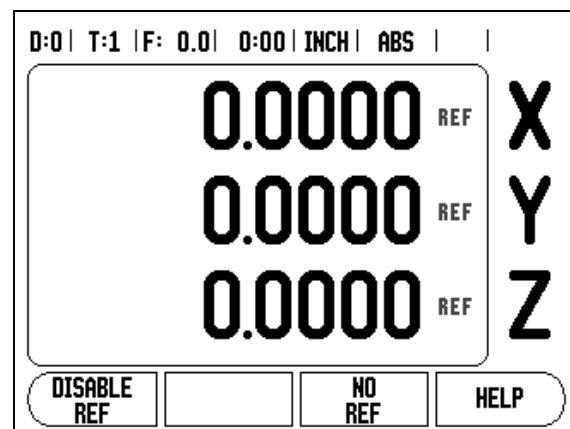 D:0| T:1 |F: 0.0| 0:00| INCH| ABS | |
0.0000 REF X
0.0000 REF Y
0.0000 REF Z
DISABLE REF
NO REF
HELP